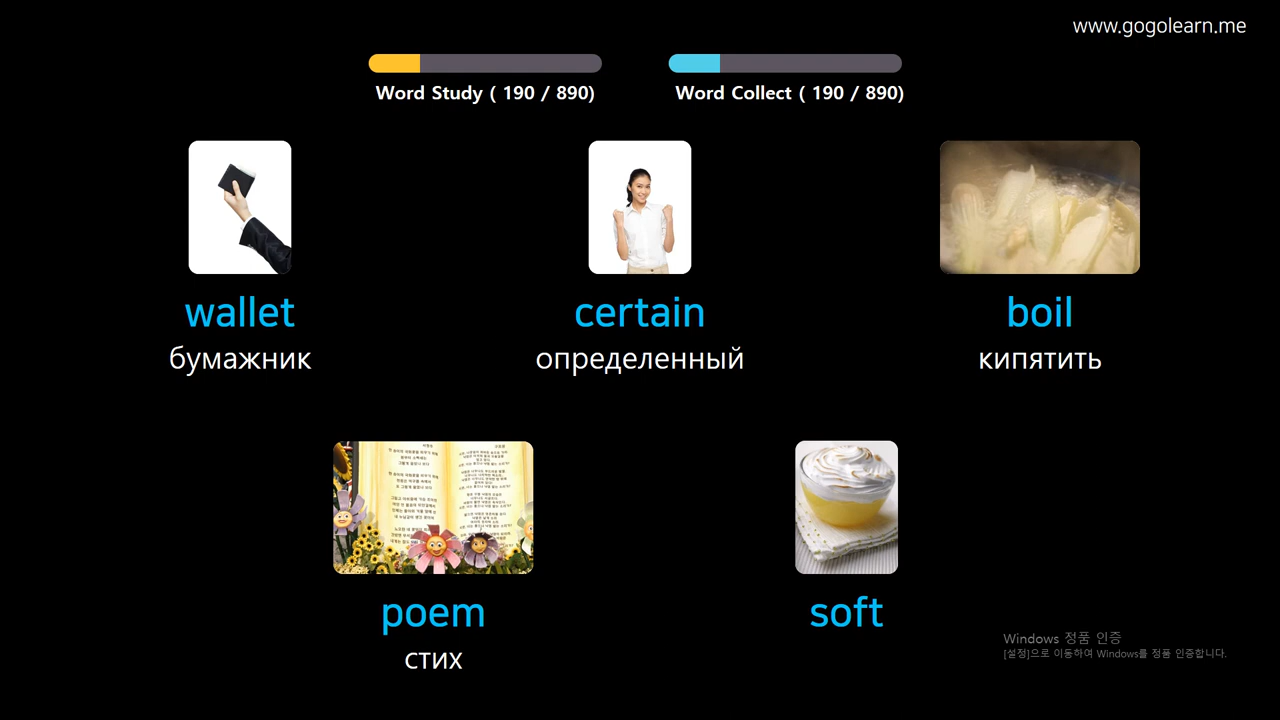 www.gogolearn.me
Word Study ( 190 / 890)
Word Collect ( 190 / 890)
wallet
бумажник
certain
определенный
boil
кипятить
poem
стих
soft
Windows 정품 인증
[설정]으로 이동하여 Windows를 정품 인증합니다.